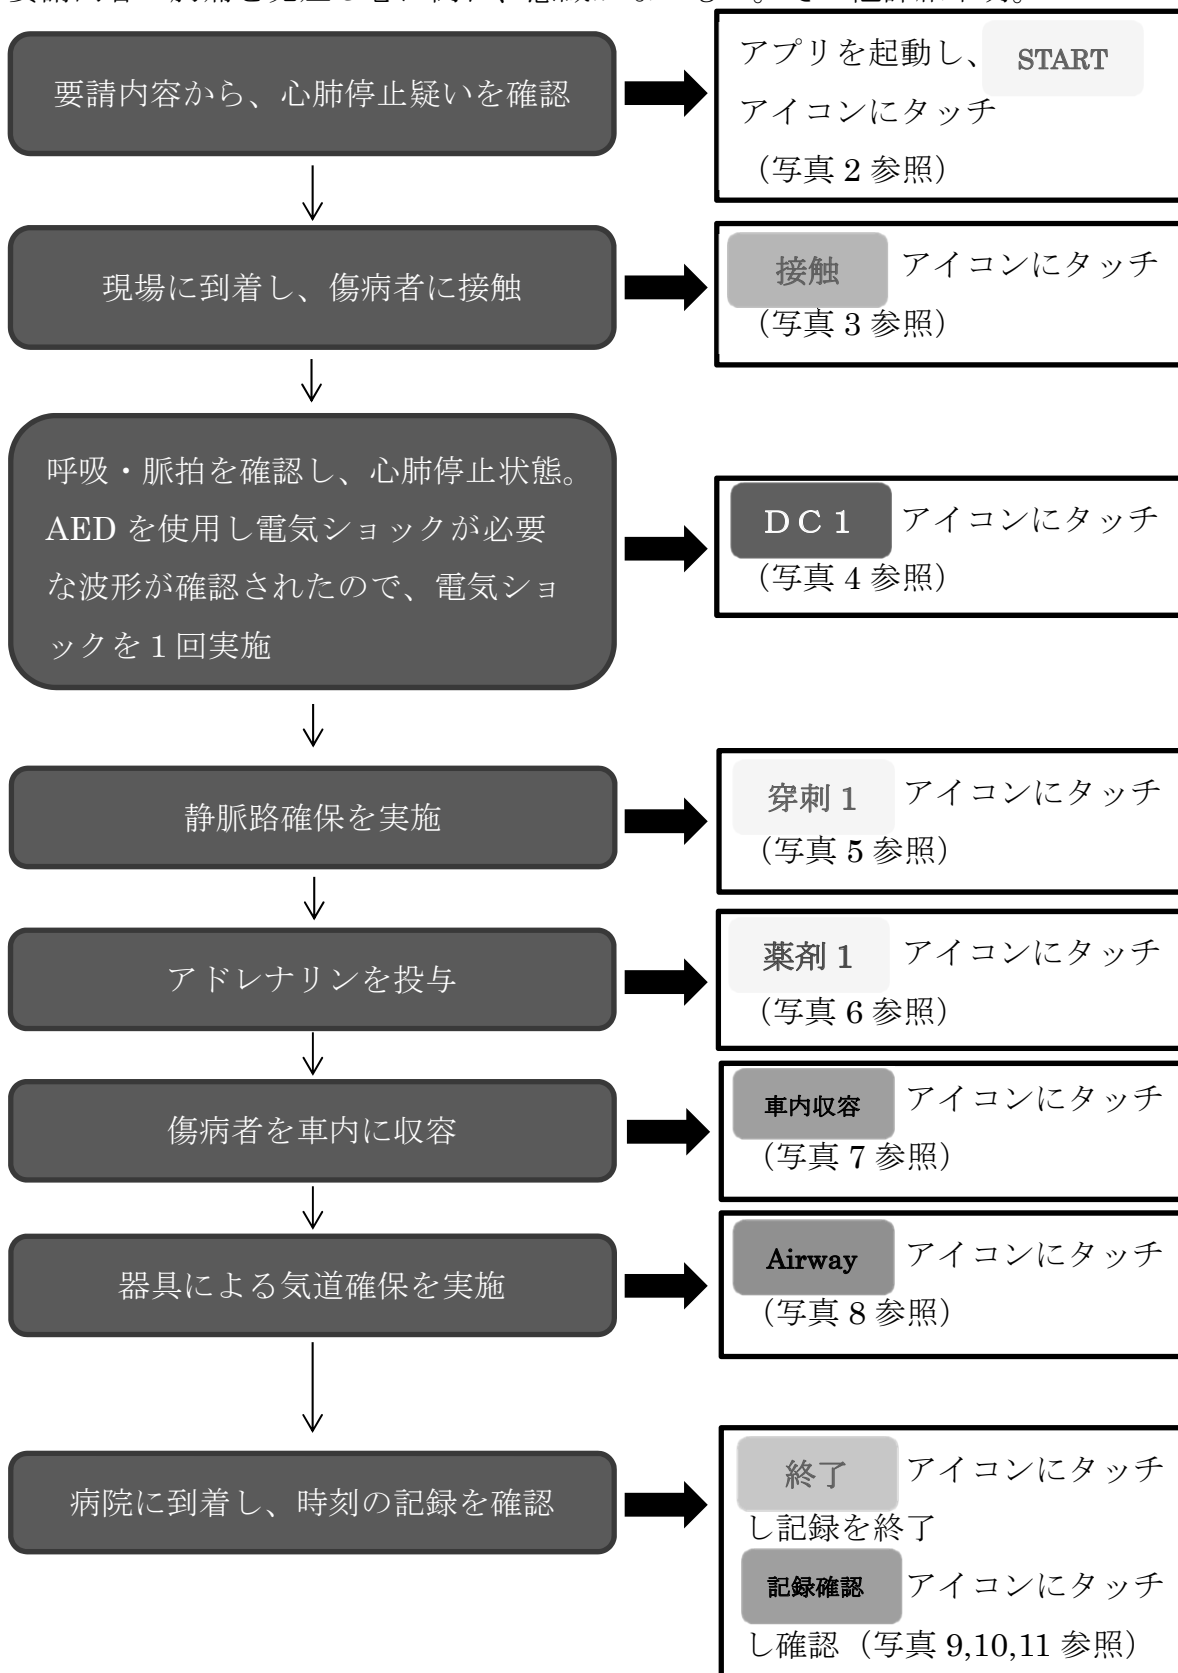 要請内容から、心肺停止疑いを確認
アプリを起動し、 START
アイコンにタッチ
（写真 2 参照）
現場に到着し、傷病者に接触
接触 アイコンにタッチ
（写真 3 参照）
呼吸・脈拍を確認し、心肺停止状態。
AED を使用し電気ショックが必要
な波形が確認されたので、電気ショ
ックを１回実施
ＤＣ１ アイコンにタッチ
（写真 4 参照）
静脈路確保を実施
穿刺 1 アイコンにタッチ
（写真 5 参照）
アドレナリンを投与
薬剤 1 アイコンにタッチ
（写真 6 参照）
傷病者を車内に収容
車内収容 アイコンにタッチ
（写真 7 参照）
器具による気道確保を実施
Airway アイコンにタッチ
（写真 8 参照）
病院に到着し、時刻の記録を確認
終了 アイコンにタッチ
し記録を終了
記録確認 アイコンにタッチ
し確認（写真 9,10,11 参照）